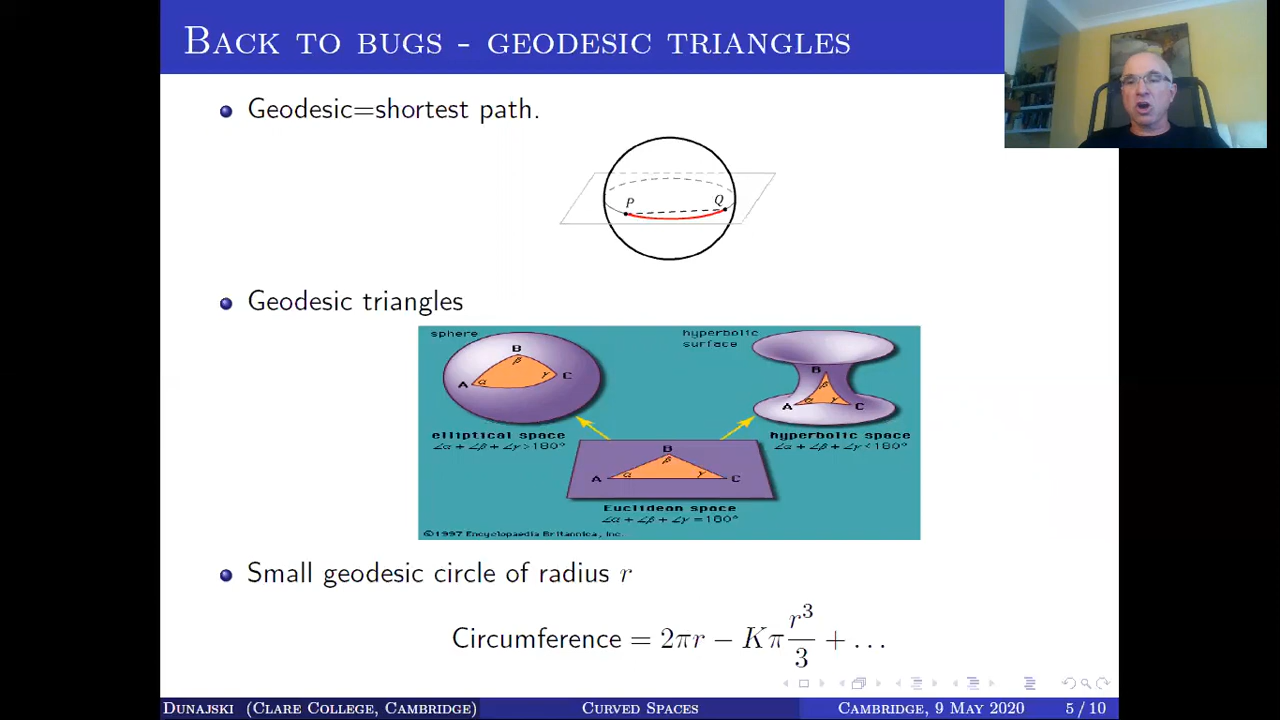 BACK TO BUGS - GEODESIC TRIANGLES
Geodesic=shortest path.
P
Q
Geodesic triangles
sphere
B
β
A α
γ C
elliptical space
∠α + ∠β + ∠γ > 180°
hyperbolic
surface
B
β
A α γ C
hyperbolic space
∠α + ∠β + ∠γ < 180°
B
β
A α γ C
Euclidean space
∠α + ∠β + ∠γ = 180°
©1997 Encyclopaedia Britannica, Inc.
Small geodesic circle of radius r
Circumference = 2πr − Kπ r³/3 + …
DUNAJSKI (CLARE COLLEGE, CAMBRIDGE) CURVED SPACES CAMBRIDGE, 9 MAY 2020 5 / 10